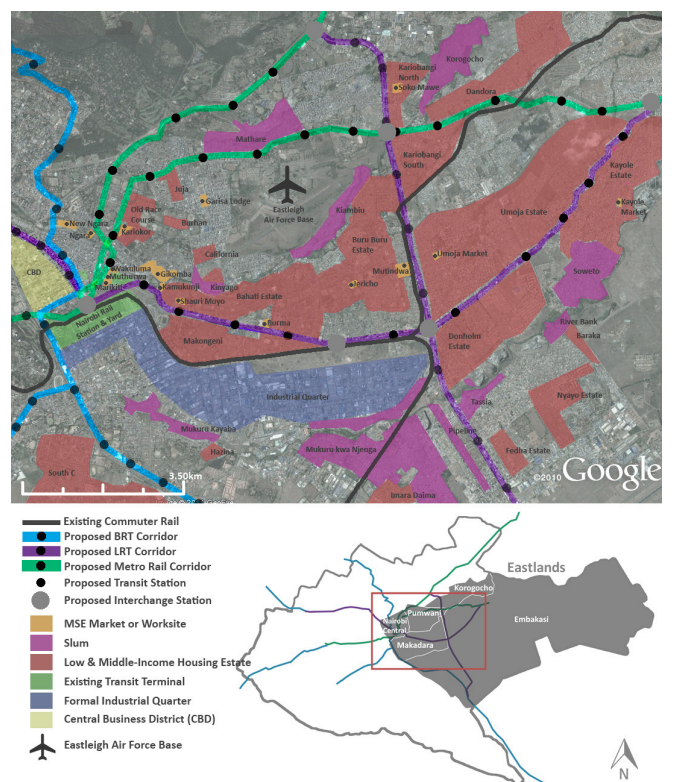 Korogocho
Kariobangi
North
Soko Mawe
Dandora
Mathare
Kariobangi
South
Kayole
Estate
Juja
Garisa Lodge
Eastleigh
Air Force Base
Kiambiu
Umoja Estate
Kayole
Market
Old Race
Course
New Ngara
Ngara
Kariokor
Burhan
Buru Buru
Estate
California
Umoja Market
Soweto
CBD
Wakulima
Muthurwa
Gikomba
Mutindwa
Marikiti
Kamukunji
Kinyago
Jericho
Shauri Moyo
Bahati Estate
Nairobi Rail
Station & Yard
Burma
River Bank
Baraka
Makongeni
Donholm
Estate
Industrial Quarter
Tassia
Nyayo Estate
Mukuru Kayaba
Pipeline
Hazina
Mukuru kwa Njenga
Fedha Estate
South C
3.50km
Imara Daima
©2010 Google
Existing Commuter Rail
Proposed BRT Corridor
Proposed LRT Corridor
Proposed Metro Rail Corridor
Proposed Transit Station
Proposed Interchange Station
MSE Market or Worksite
Slum
Low & Middle-Income Housing Estate
Existing Transit Terminal
Formal Industrial Quarter
Central Business District (CBD)
Eastleigh Air Force Base
Eastlands
Korogocho
Pumwani
Nairobi
Central
Embakasi
Makadara
N